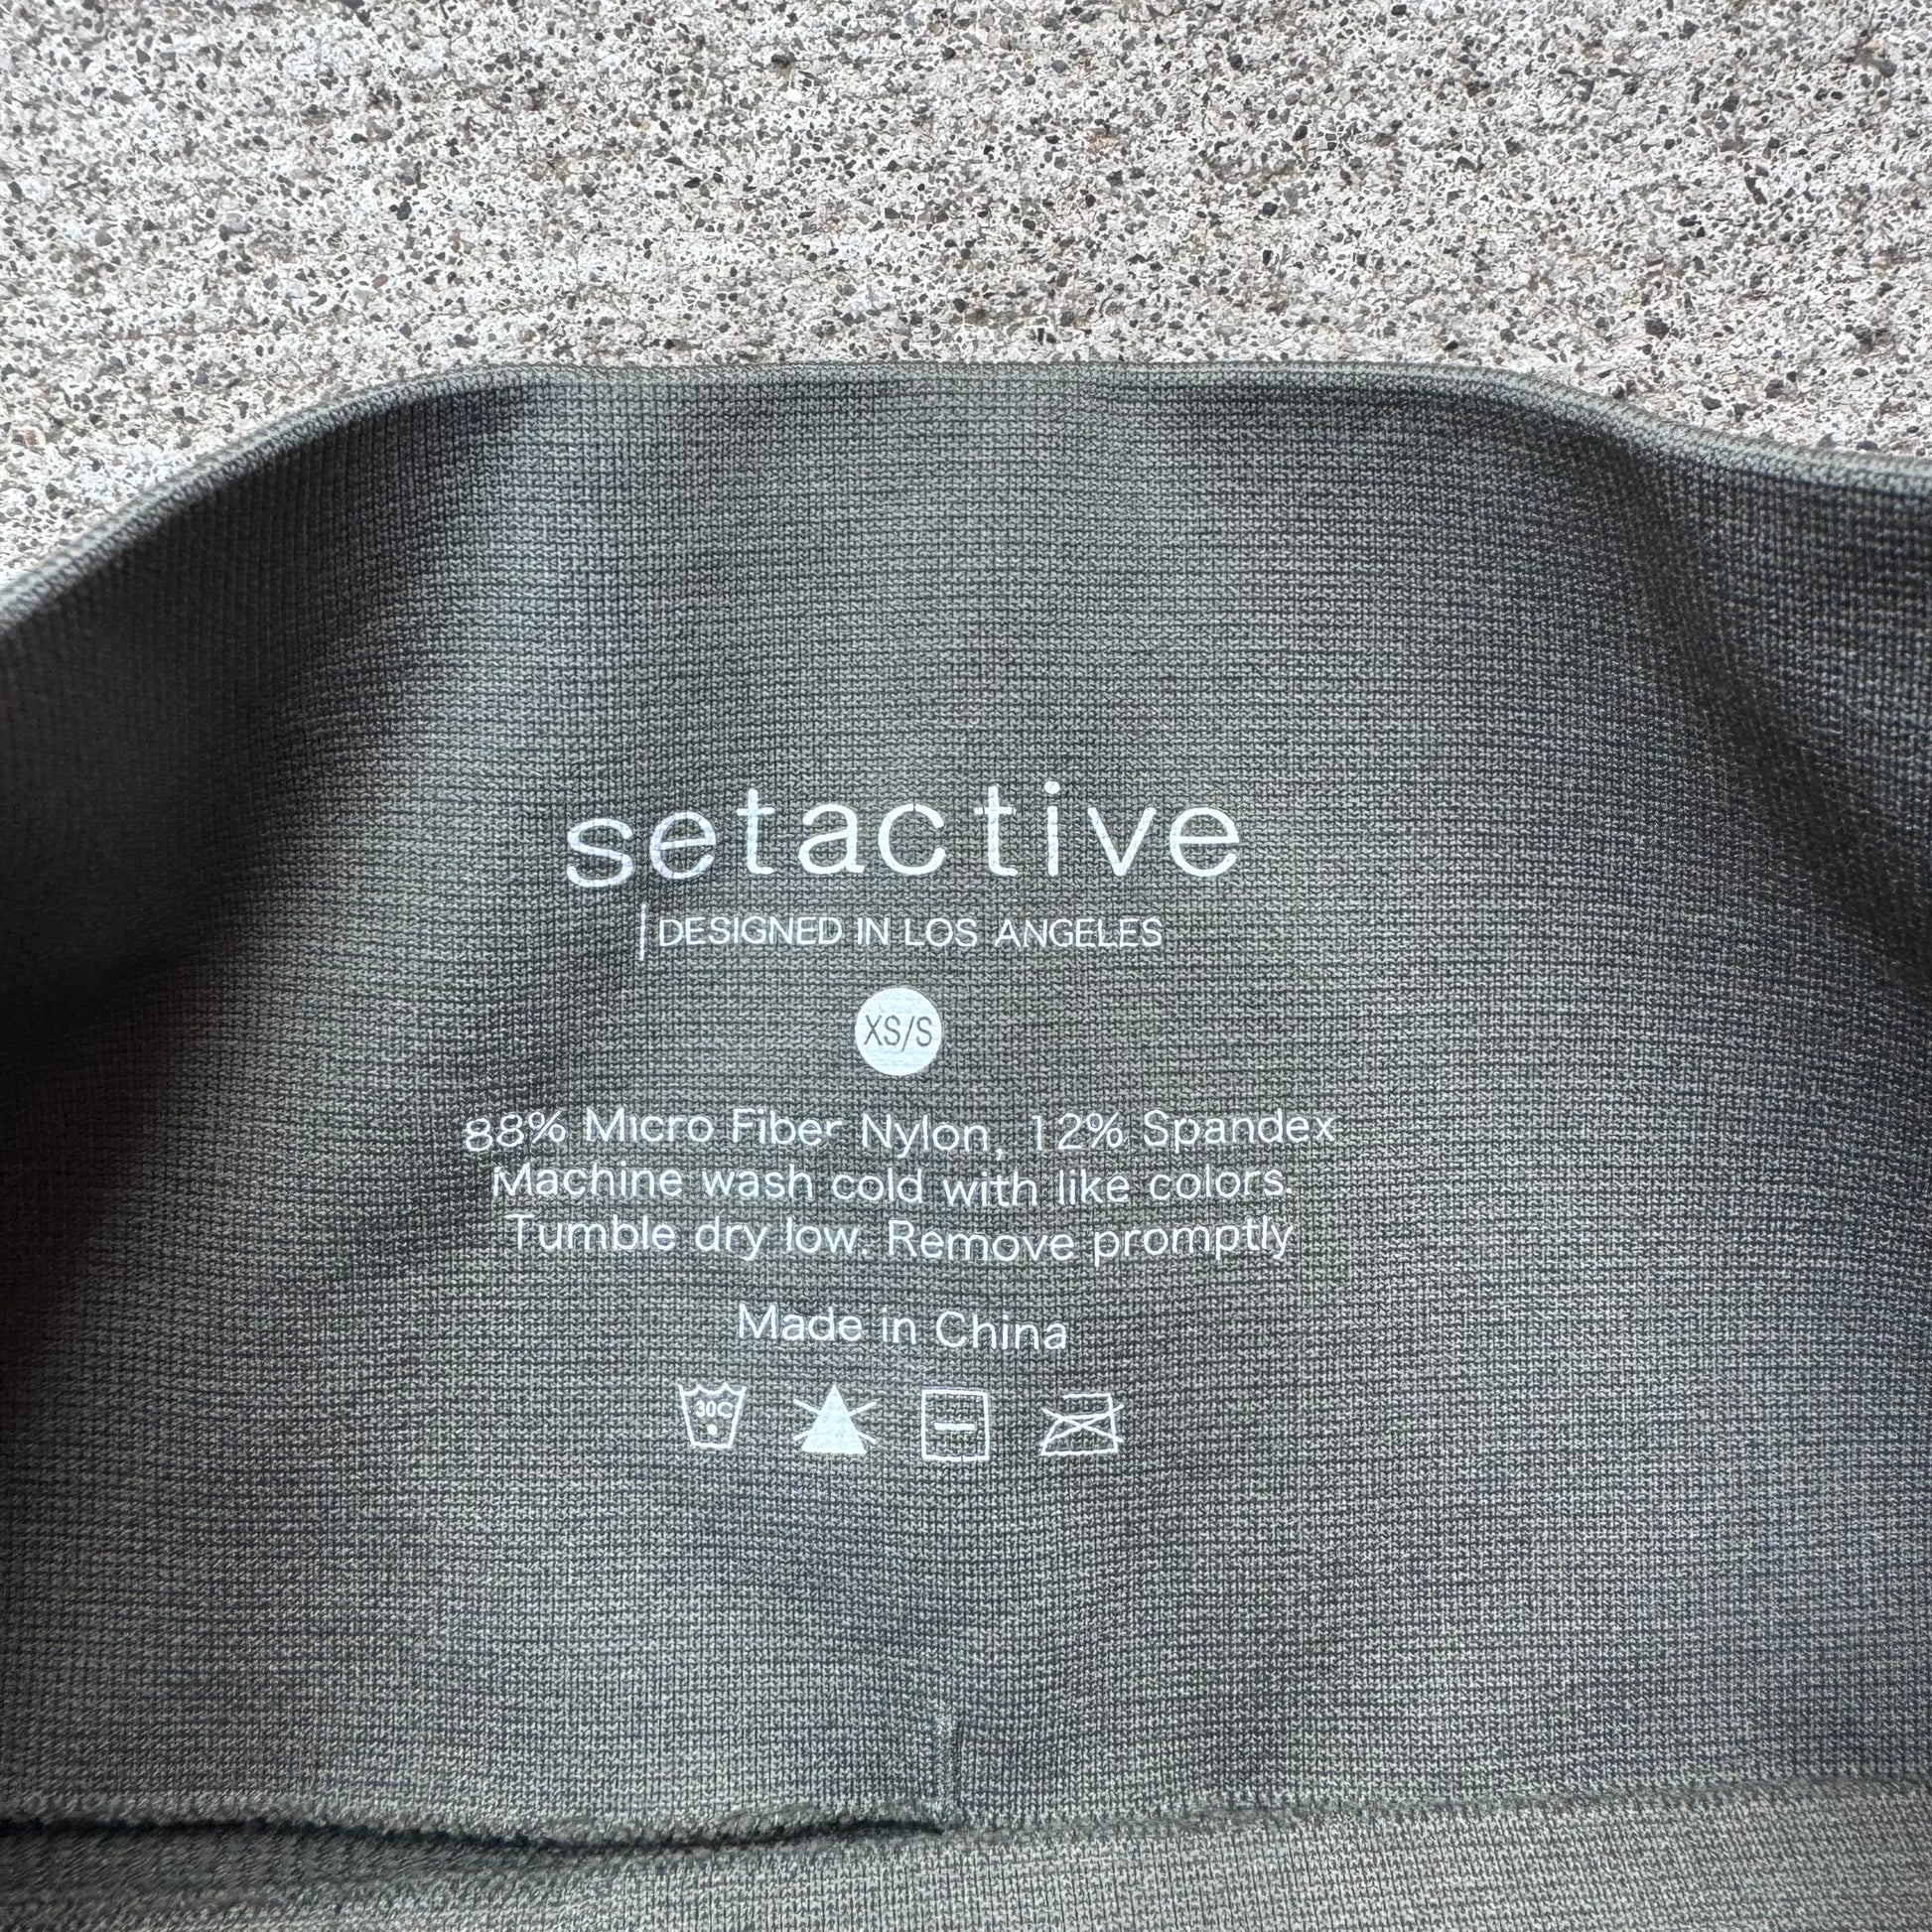 setactive
DESIGNED IN LOS ANGELES
XS/S
88% Micro Fiber Nylon, 12% Spandex
Machine wash cold with like colors.
Tumble dry low. Remove promptly
Made in China
30C